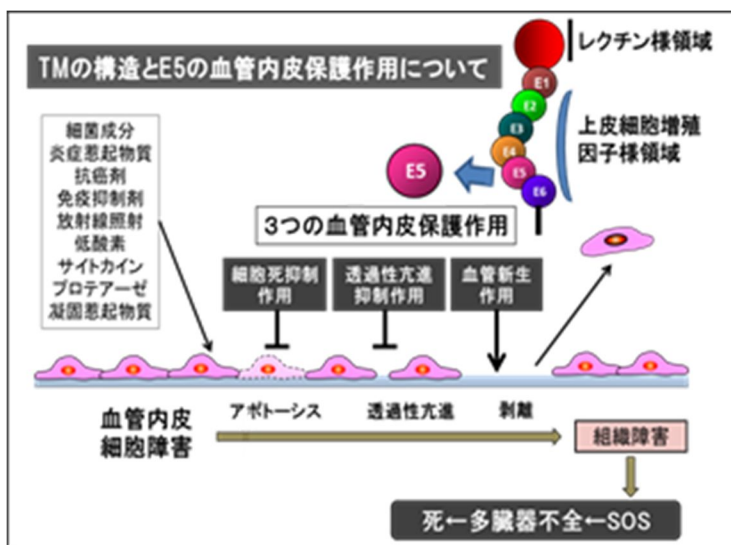 TMの構造とE5の血管内皮保護作用について
レクチン様領域
E1
E2
E3
E4
E5
E6
上皮細胞増殖
因子様領域
E5
細菌成分
炎症惹起物質
抗癌剤
免疫抑制剤
放射線照射
低酸素
サイトカイン
プロテアーゼ
凝固惹起物質
3つの血管内皮保護作用
細胞死抑制
作用
透過性亢進
抑制作用
血管新生
作用
血管内皮
細胞障害
アポトーシス
透過性亢進
剥離
組織障害
死←多臓器不全←SOS